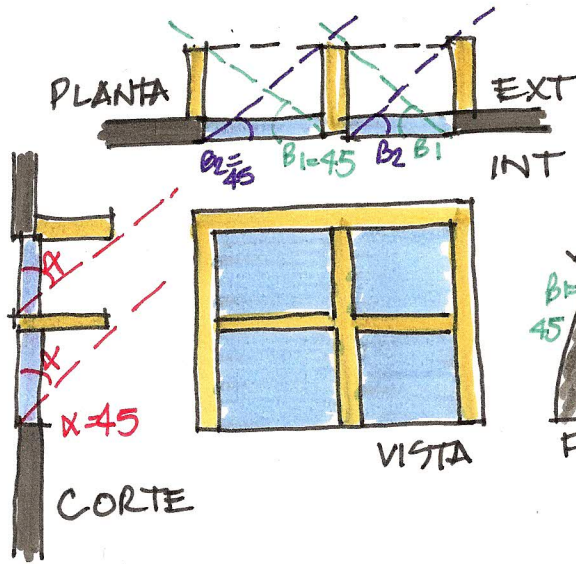 PLANTA
EXT
B2=45
B1=45
B2
B1
INT
α
α
α=45
B1=
45
VISTA
CORTE
F